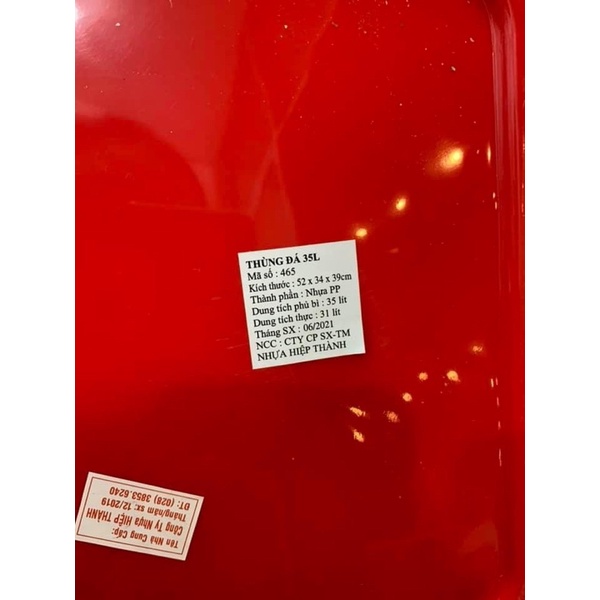 THÙNG ĐÁ 35L
Mã số : 465
Kích thước : 52 x 34 x 39cm
Thành phần : Nhựa PP
Dung tích phủ bì : 35 lít
Dung tích thực : 31 lít
Tháng SX : 06/2021
NCC : CTY CP SX-TM
NHỰA HIỆP THÀNH
Tên Nhà Cung Cấp:
Công Ty Nhựa HIỆP THÀNH
Tháng/năm sx: 12/2019
ĐT: (028) 3853.6240